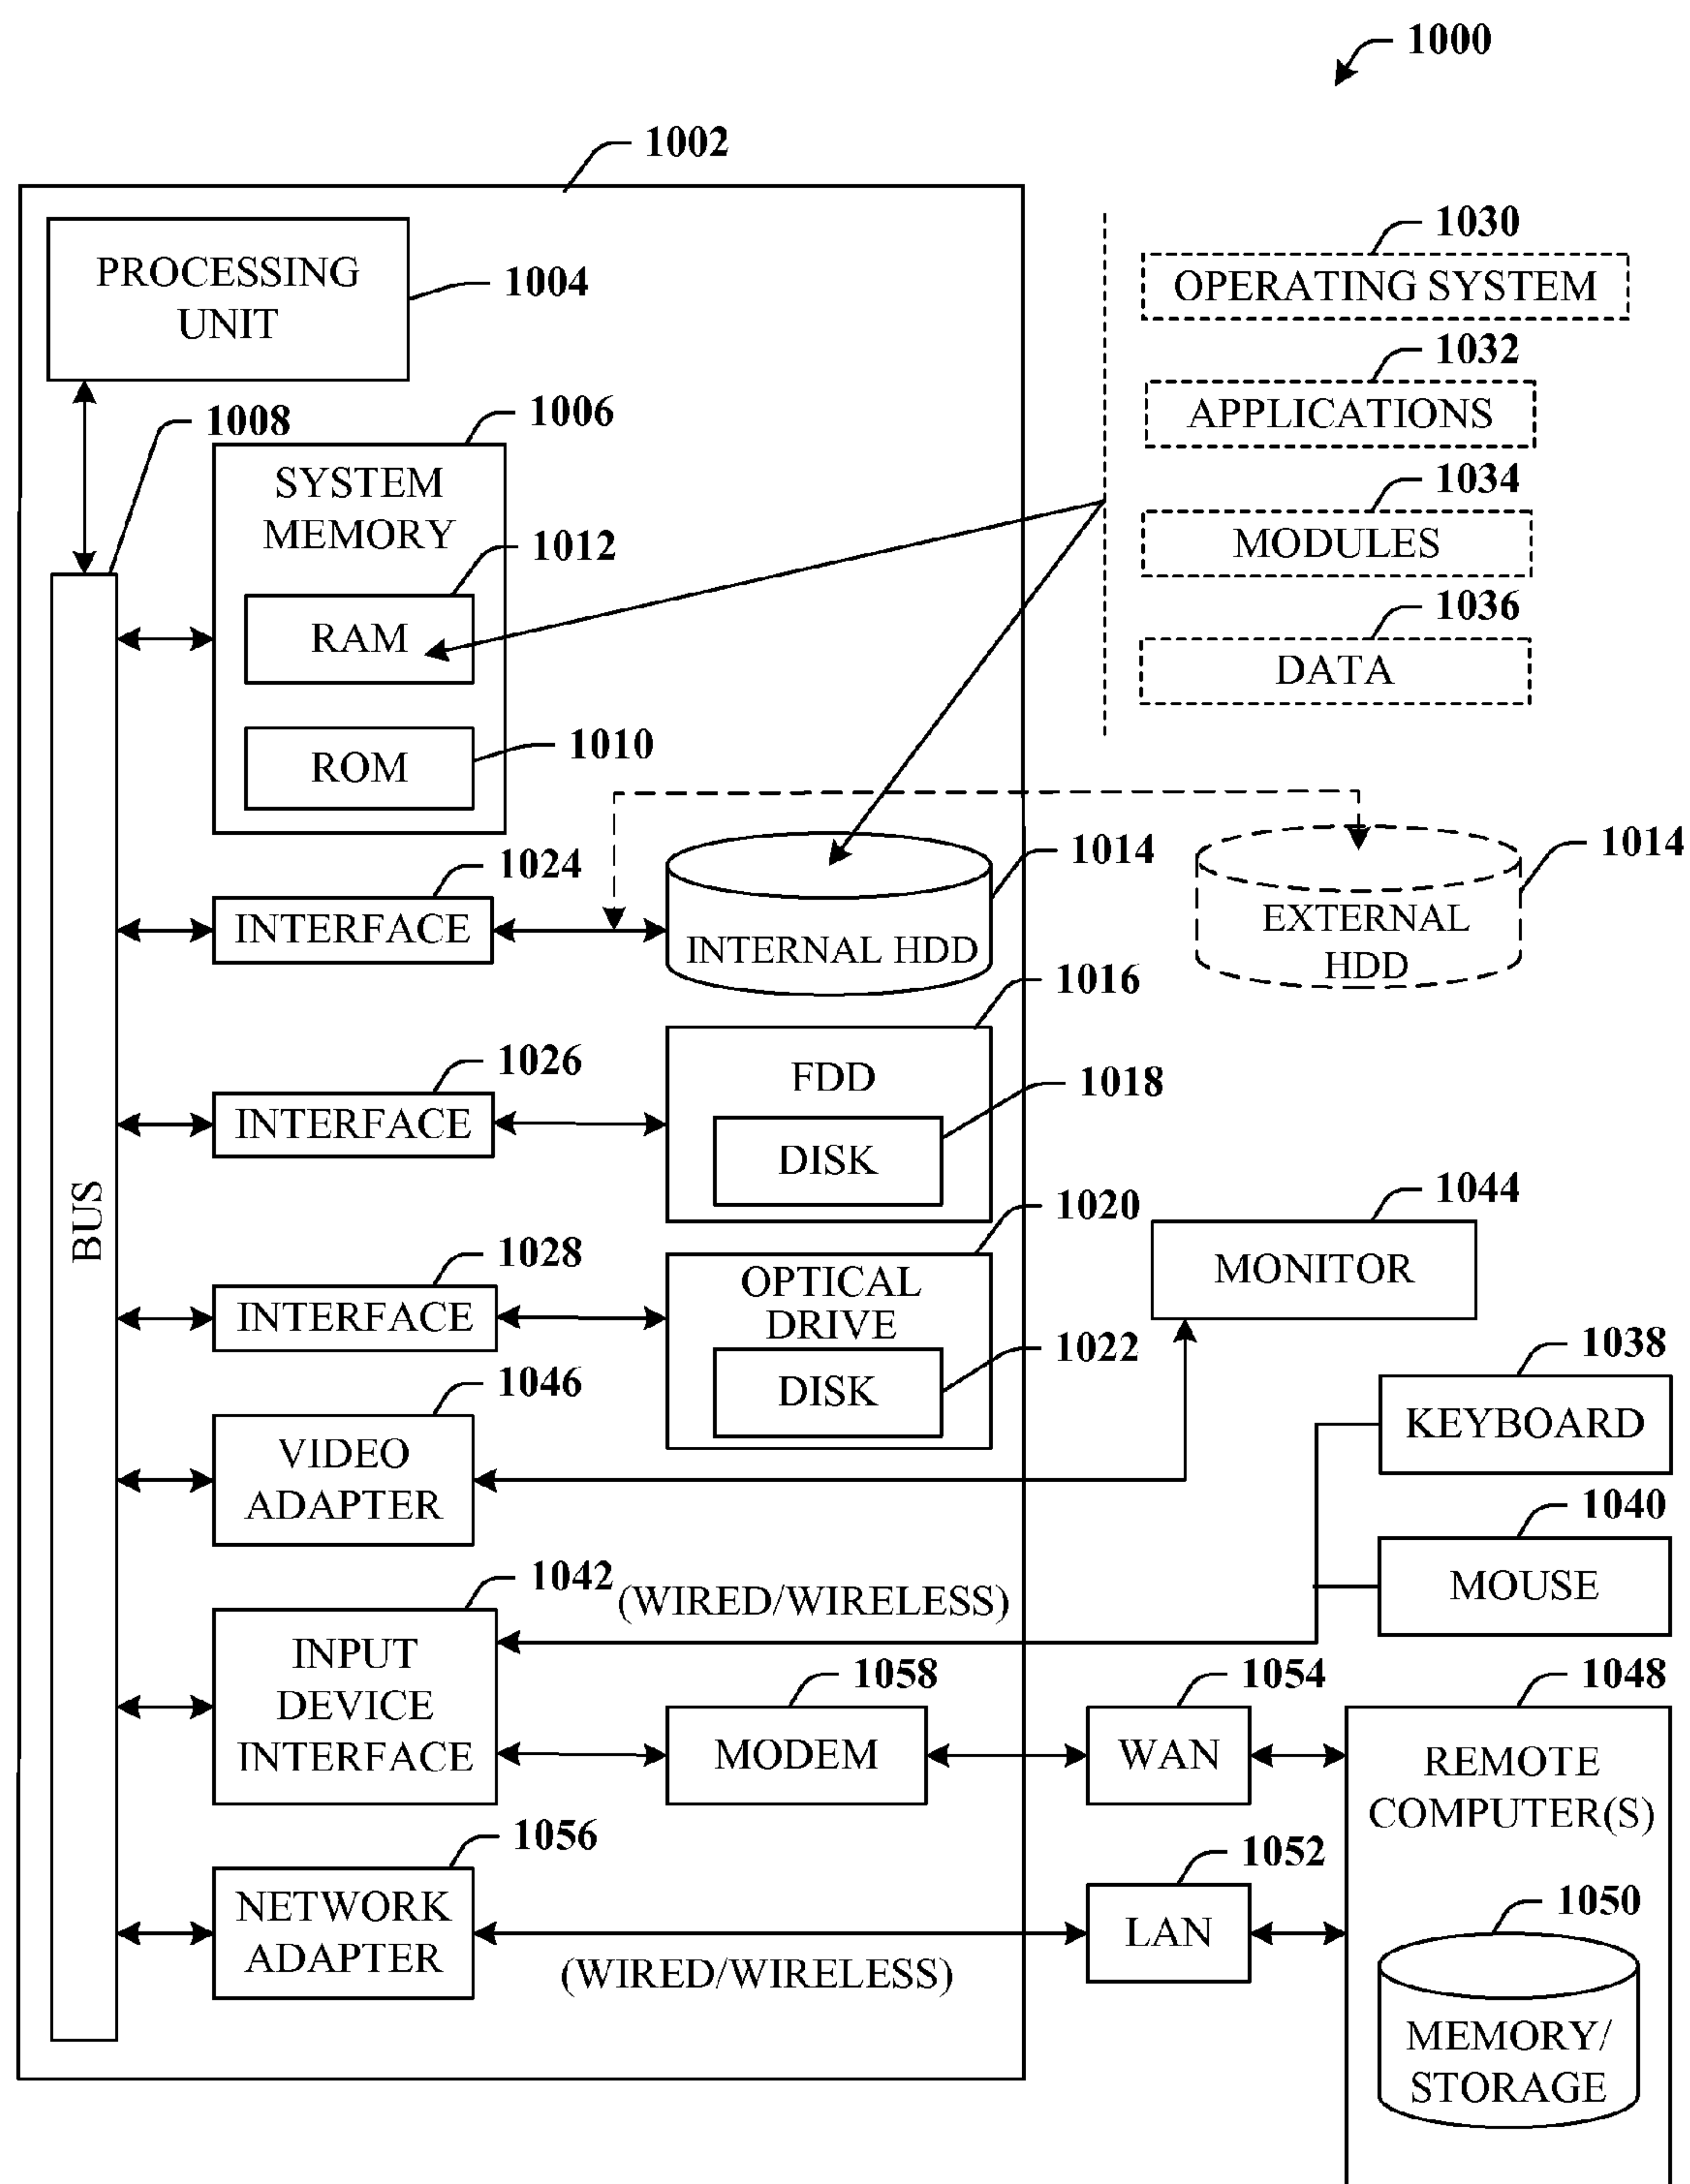 1000
1002
PROCESSING
UNIT
1004
1030
OPERATING SYSTEM
1032
APPLICATIONS
1034
MODULES
1036
DATA
1008
1006
SYSTEM
MEMORY
1012
RAM
1010
ROM
BUS
1024
INTERFACE
1014
INTERNAL HDD
1014
EXTERNAL
HDD
1026
INTERFACE
1016
FDD
1018
DISK
1028
INTERFACE
1020
OPTICAL
DRIVE
1022
DISK
1044
MONITOR
1046
VIDEO
ADAPTER
1038
KEYBOARD
1040
MOUSE
1042
(WIRED/WIRELESS)
INPUT
DEVICE
INTERFACE
1058
MODEM
1054
WAN
1048
REMOTE
COMPUTER(S)
1056
NETWORK
ADAPTER
(WIRED/WIRELESS)
1052
LAN
1050
MEMORY/
STORAGE